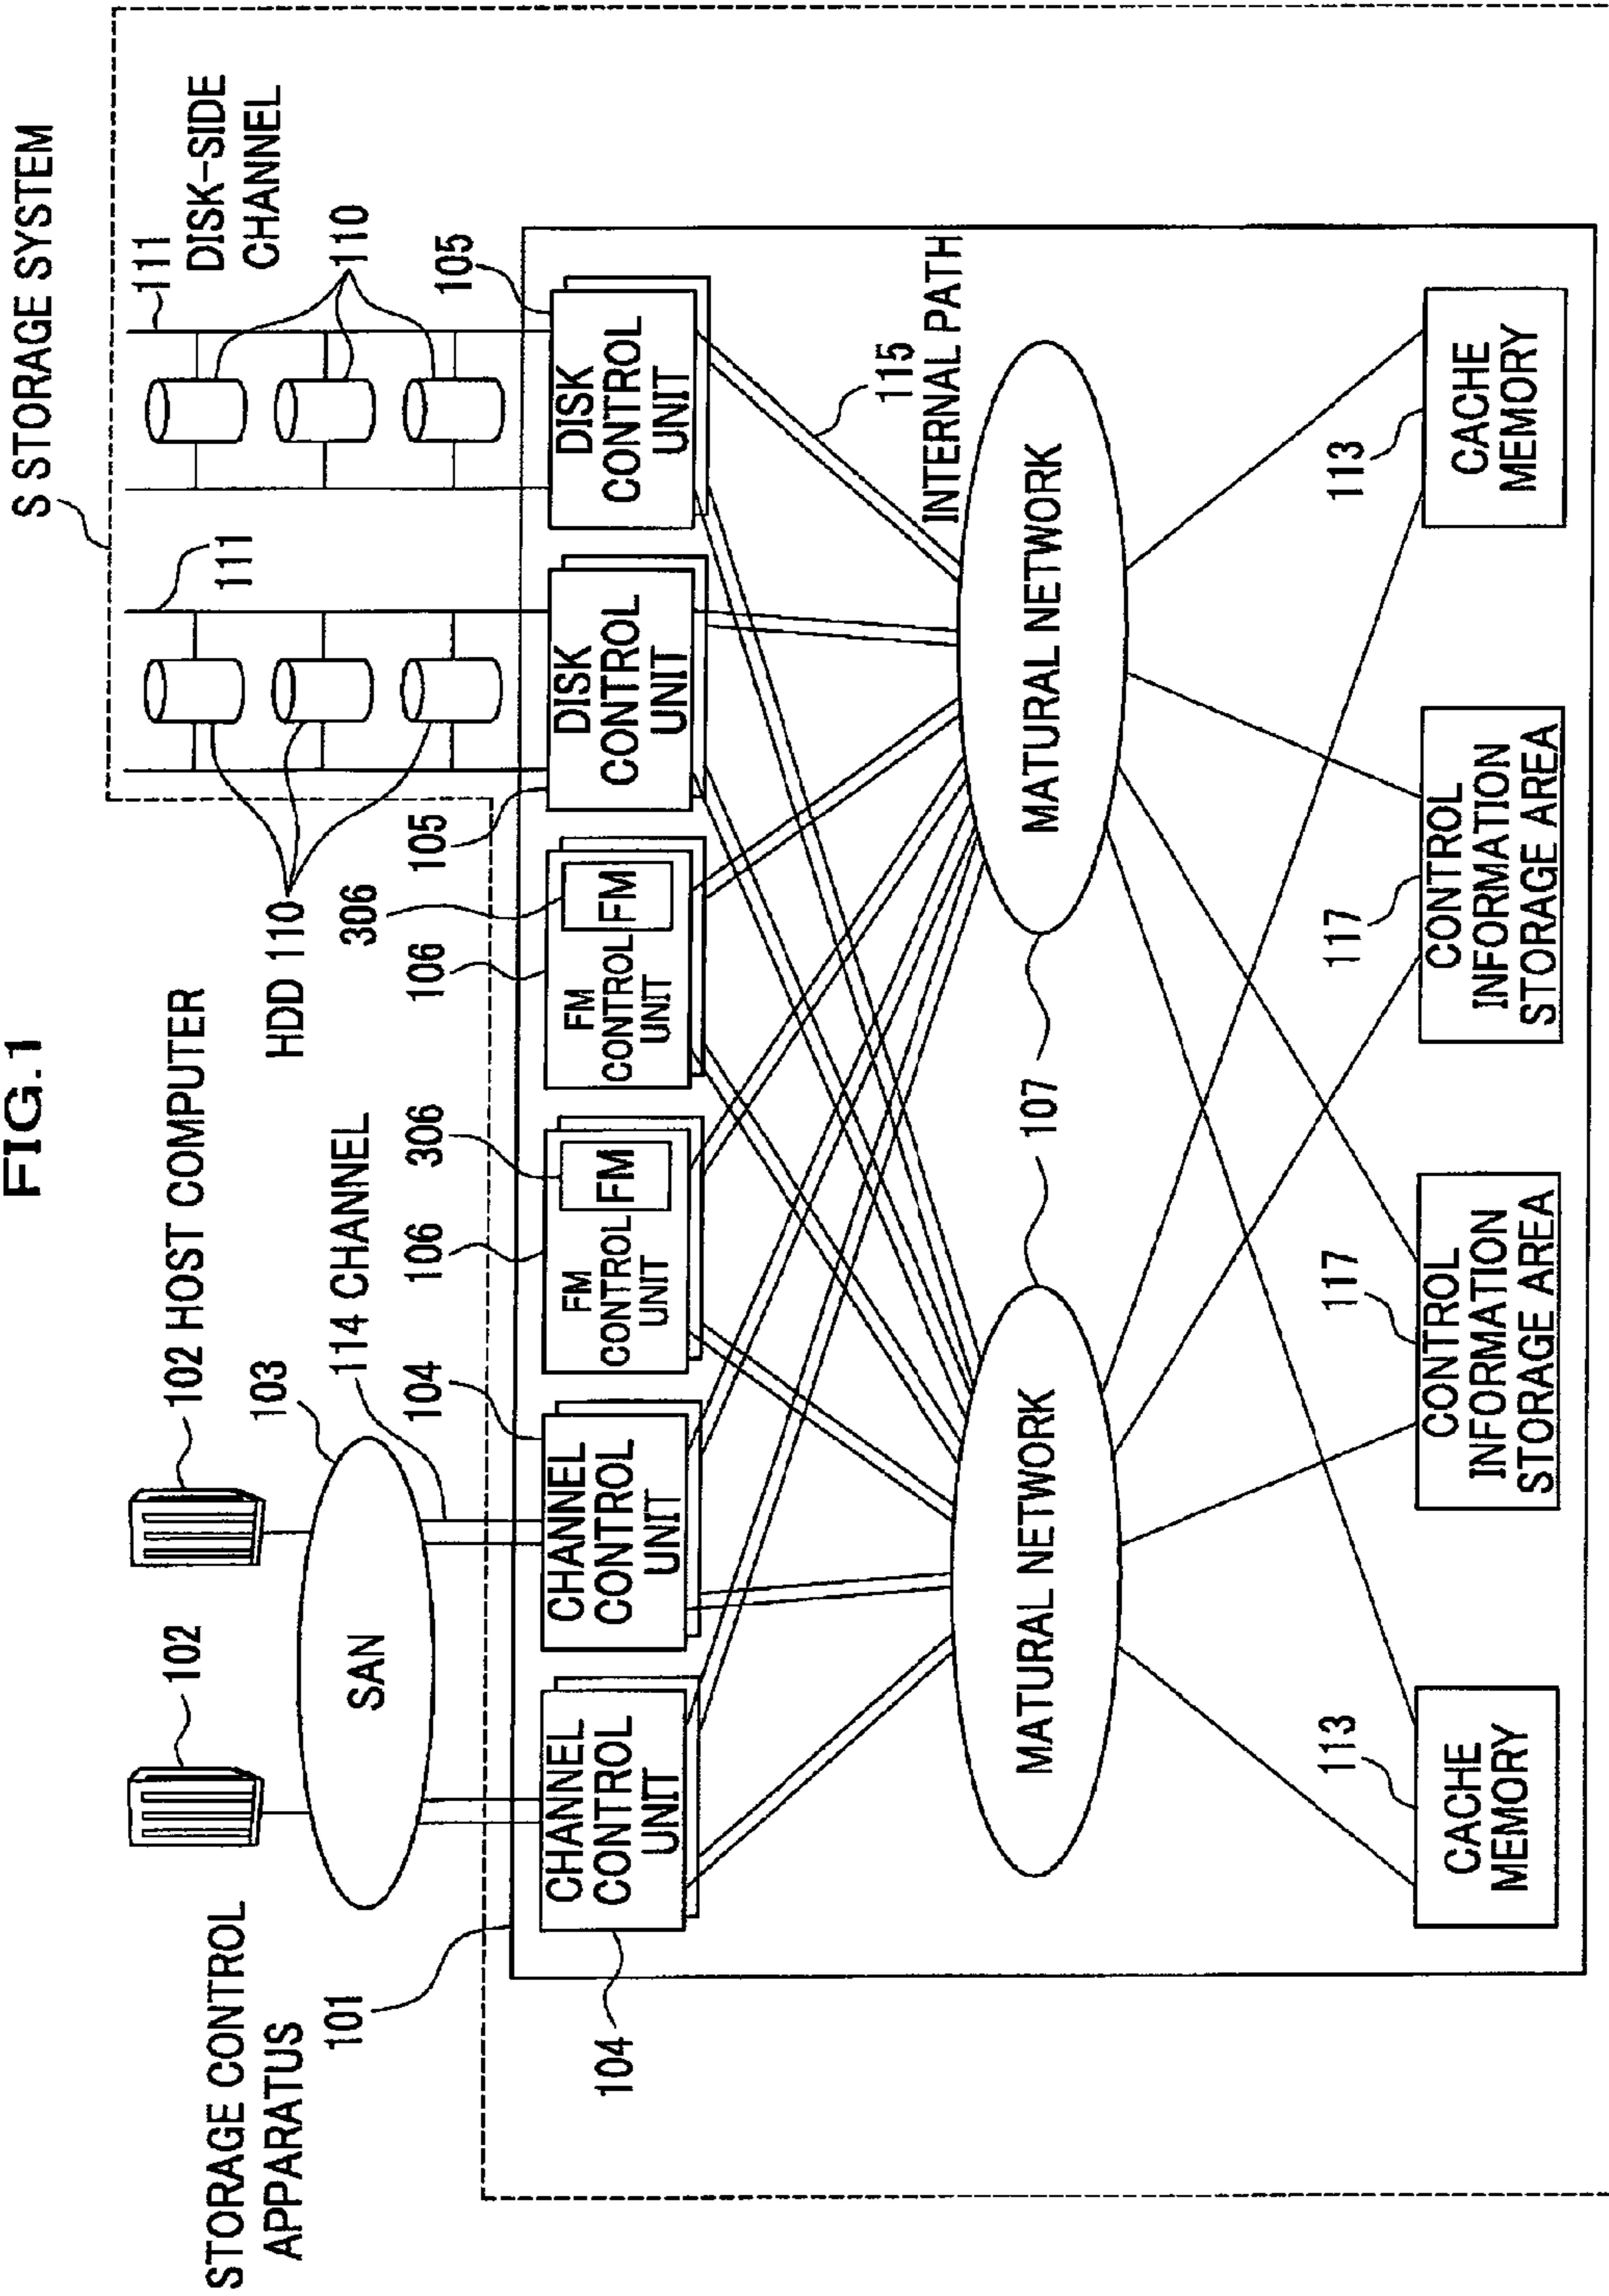 FIG.1
S STORAGE SYSTEM
STORAGE CONTROL
APPARATUS
102
102 HOST COMPUTER
111
DISK-SIDE
CHANNEL
111
HDD 110
110
103
SAN
114 CHANNEL
101
104
106
306
106
306
105
105
104
CHANNEL
CONTROL
UNIT
CHANNEL
CONTROL
UNIT
FM
CONTROL
UNIT
FM
FM
CONTROL
UNIT
FM
DISK
CONTROL
UNIT
DISK
CONTROL
UNIT
115
INTERNAL PATH
MATURAL NETWORK
107
MATURAL NETWORK
113
117
117
113
CACHE
MEMORY
CONTROL
INFORMATION
STORAGE AREA
CONTROL
INFORMATION
STORAGE AREA
CACHE
MEMORY